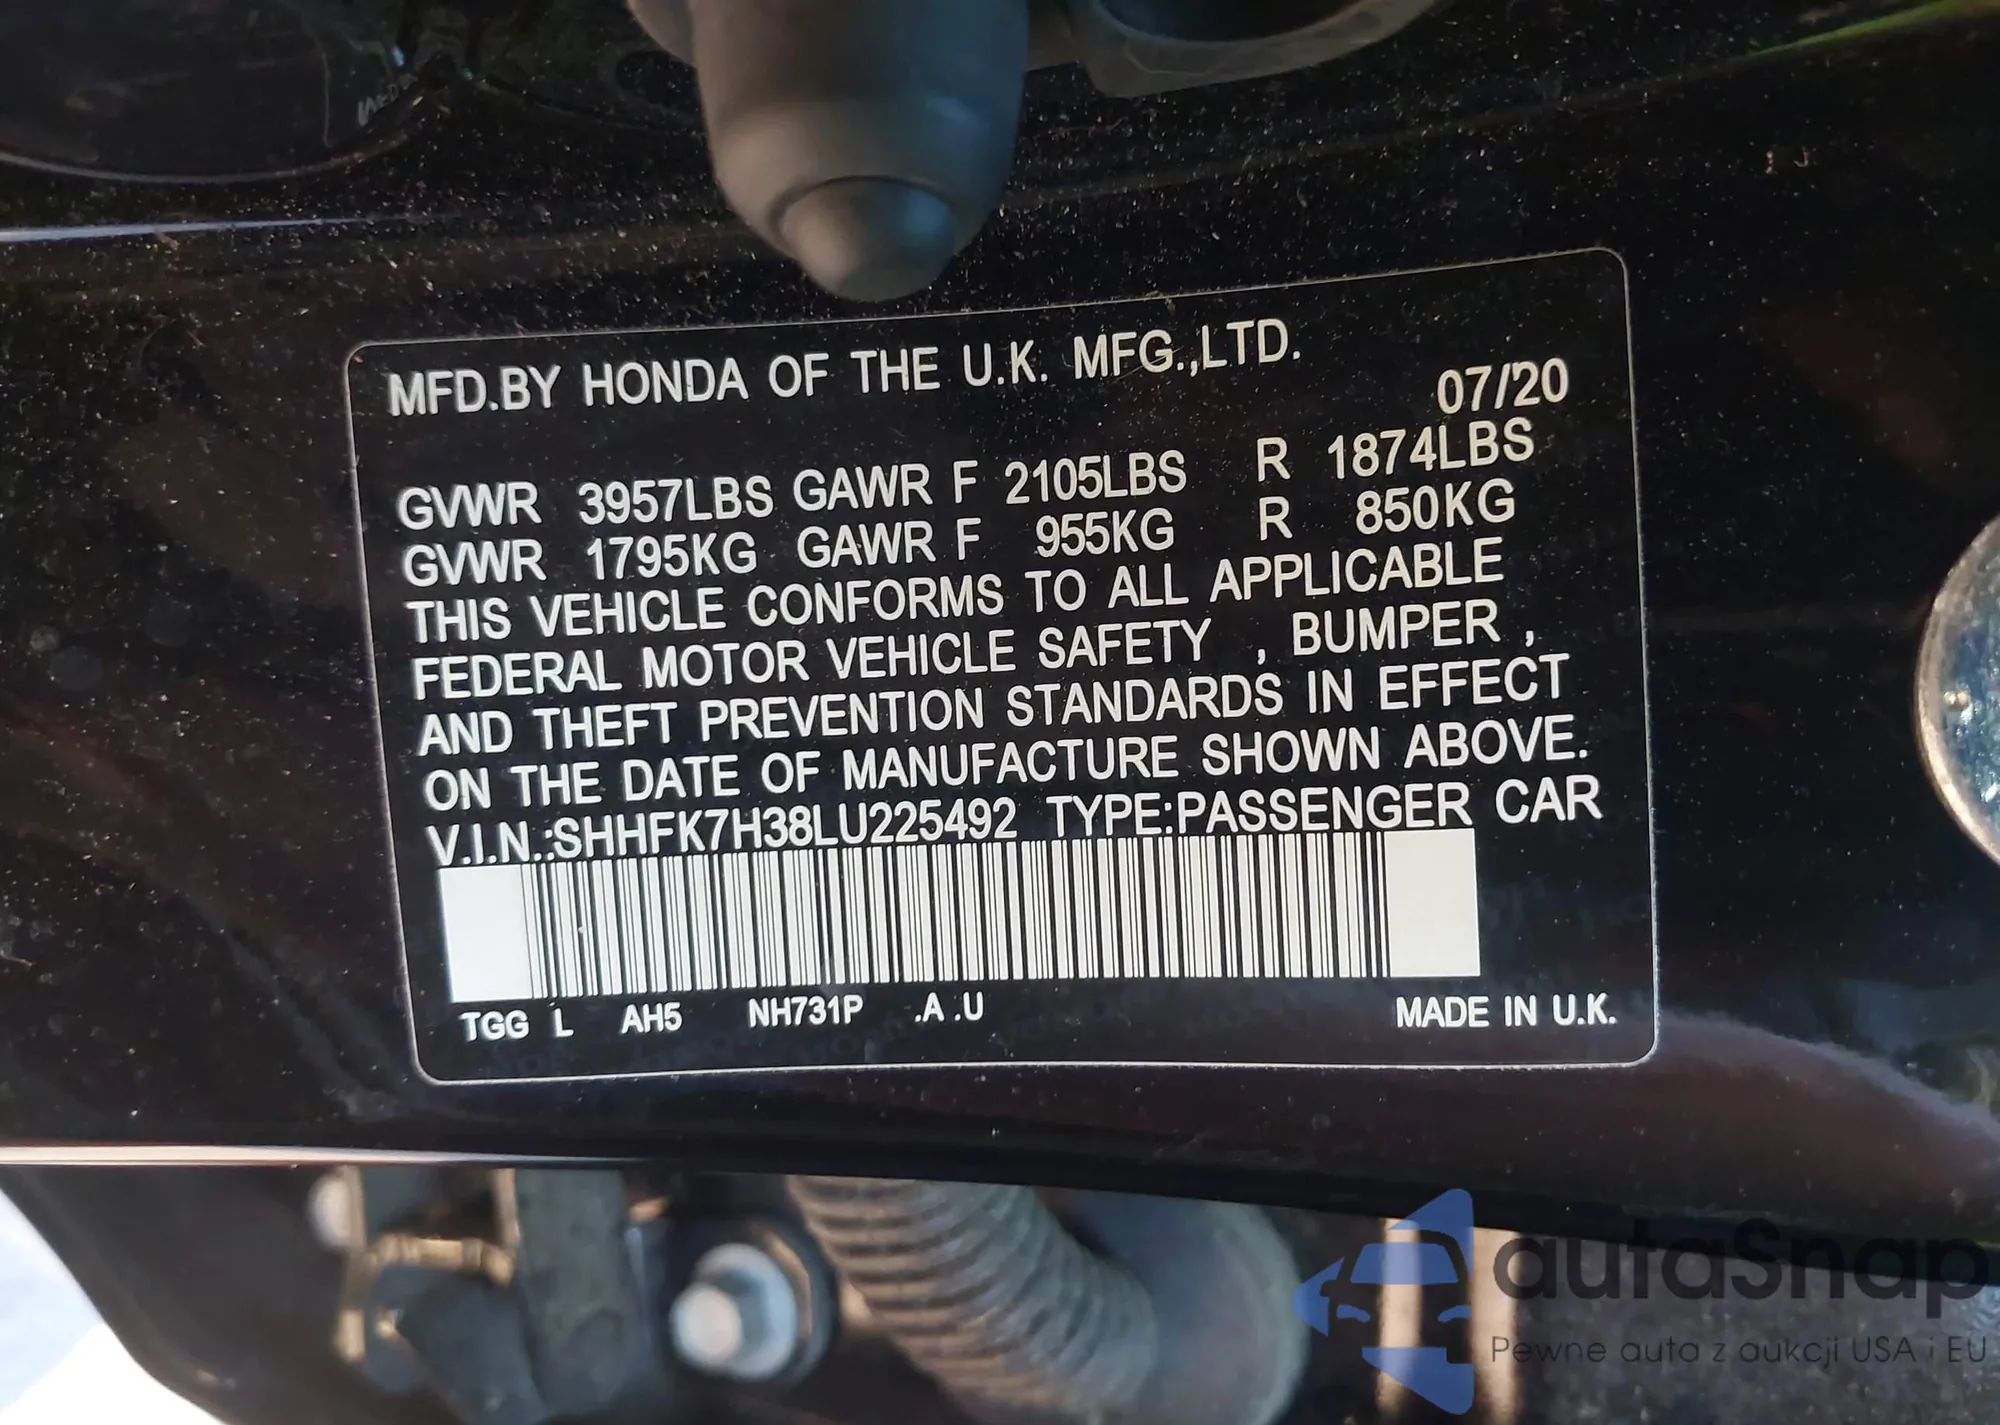 MFD.BY HONDA OF THE U.K. MFG.,LTD.
07/20
GVWR 3957LBS GAWR F 2105LBS R 1874LBS
GVWR 1795KG GAWR F 955KG R 850KG
THIS VEHICLE CONFORMS TO ALL APPLICABLE
FEDERAL MOTOR VEHICLE SAFETY , BUMPER ,
AND THEFT PREVENTION STANDARDS IN EFFECT
ON THE DATE OF MANUFACTURE SHOWN ABOVE.
V.I.N.:SHHFK7H38LU225492 TYPE:PASSENGER CAR
TGG L AH5 NH731P .A .U MADE IN U.K.
autaSnap
Pewne auta z aukcji USA i EU